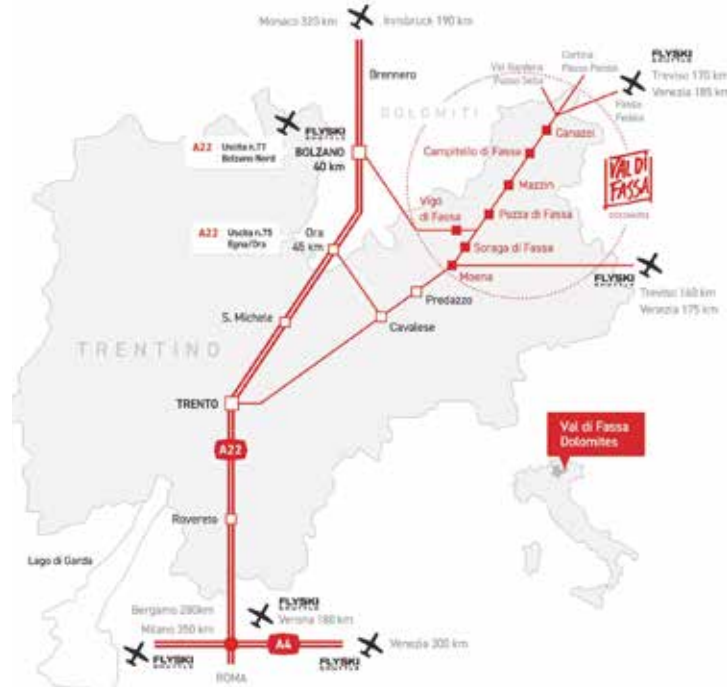 Monaco 320 km
Innsbruck 190 km
Brennero
Cortina
Passo Pordoi
Val Gardena
Passo Sella
FLYSKI
SHUTTLE
Treviso 170 km
Venezia 185 km
Passo
Fedaia
DOLOMITI
FLYSKI
SHUTTLE
A22 Uscita n.77
Bolzano Nord
BOLZANO
40 km
Canazei
Campitello di Fassa
VAL DI
FASSA
DOLOMITES
Mazzin
Vigo
di Fassa
Pozza di Fassa
A22 Uscita n.75
Egna/Ora
Ora
45 km
Soraga di Fassa
Moena
FLYSKI
SHUTTLE
Treviso 160 km
Venezia 175 km
Predazzo
S. Michele
Cavalese
TRENTINO
TRENTO
Val di Fassa
Dolomites
A22
Rovereto
Lago di Garda
Bergamo 280km
Milano 350 km
FLYSKI
SHUTTLE
Verona 180 km
A4
Venezia 300 km
FLYSKI
SHUTTLE
FLYSKI
SHUTTLE
ROMA